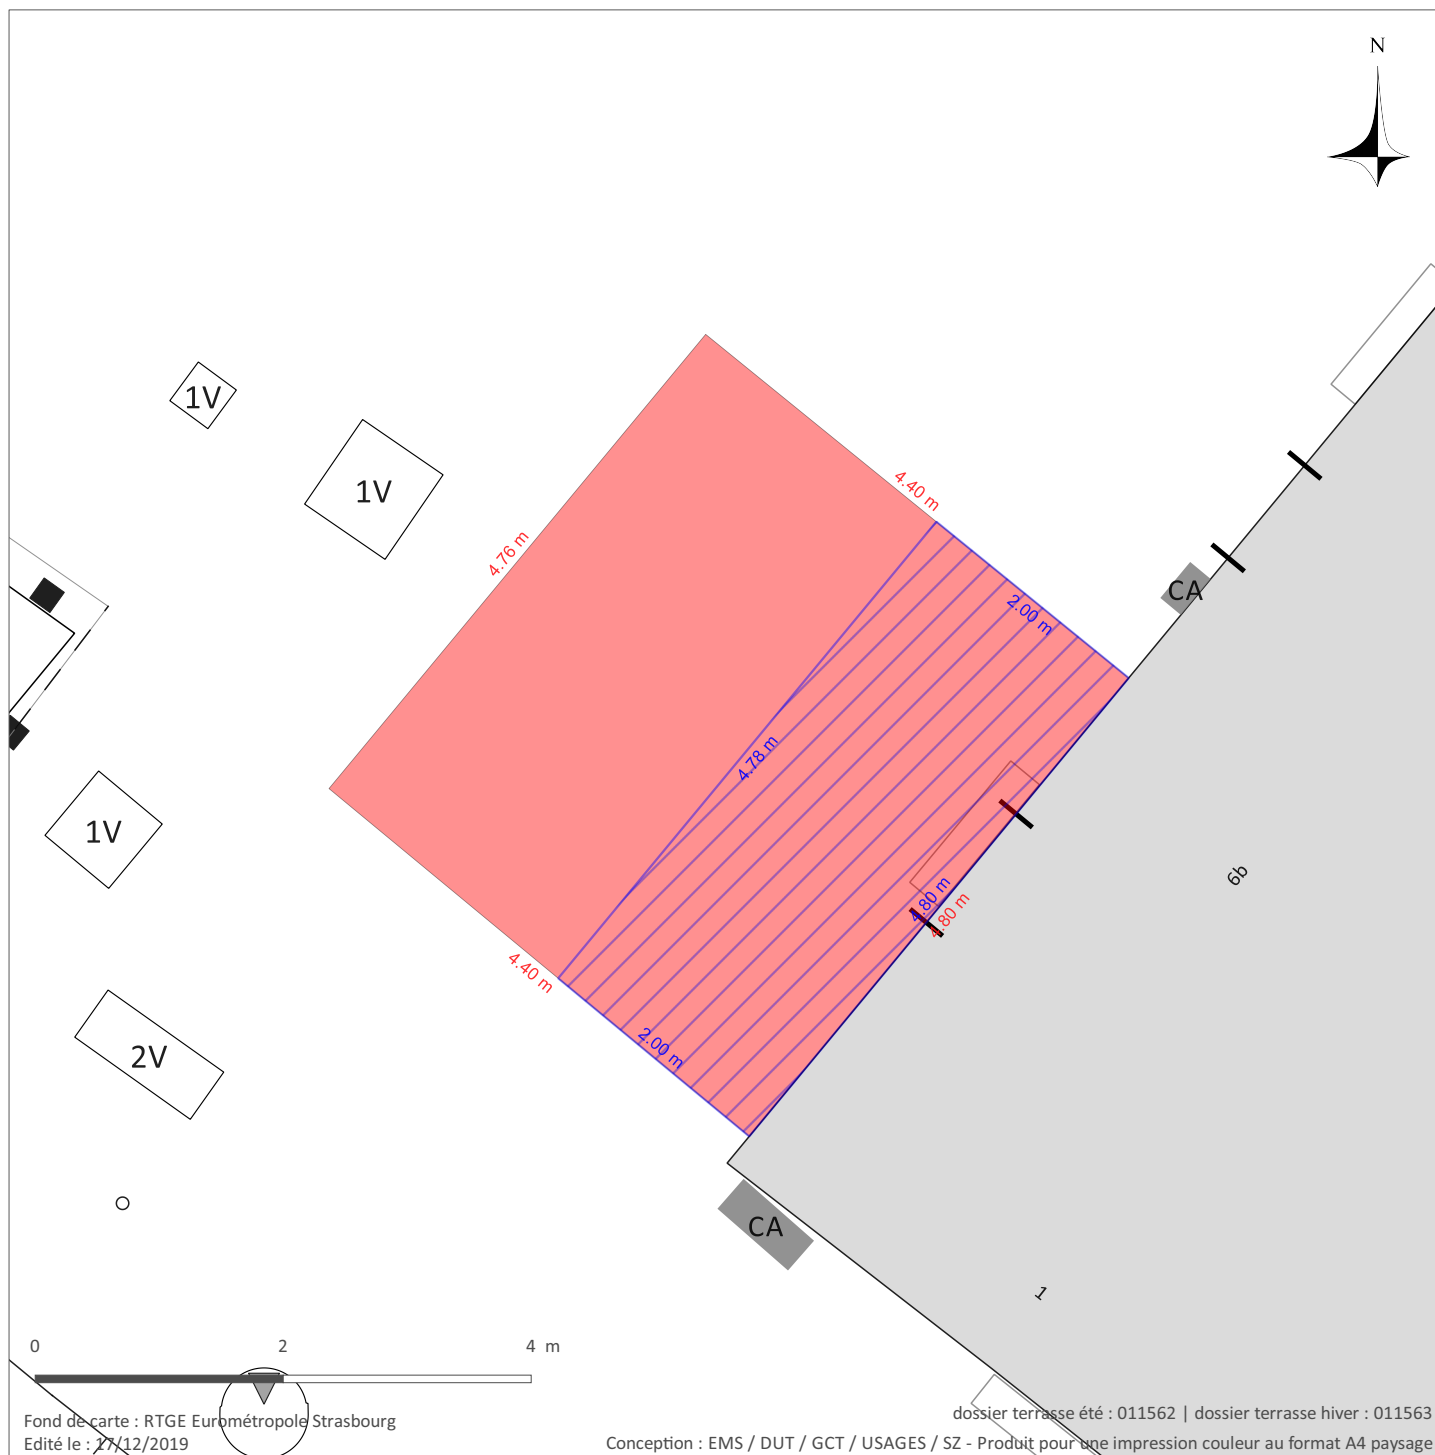 N
1V
1V
4.40 m
4.76 m
2.00 m
CA
4.78 m
1V
6b
4.80 m
4.80 m
4.40 m
2.00 m
2V
CA
1
0 2 4 m
Fond de carte : RTGE Eurométropole Strasbourg
Edité le : 17/12/2019
dossier terrasse été : 011562 | dossier terrasse hiver : 011563
Conception : EMS / DUT / GCT / USAGES / SZ - Produit pour une impression couleur au format A4 paysage